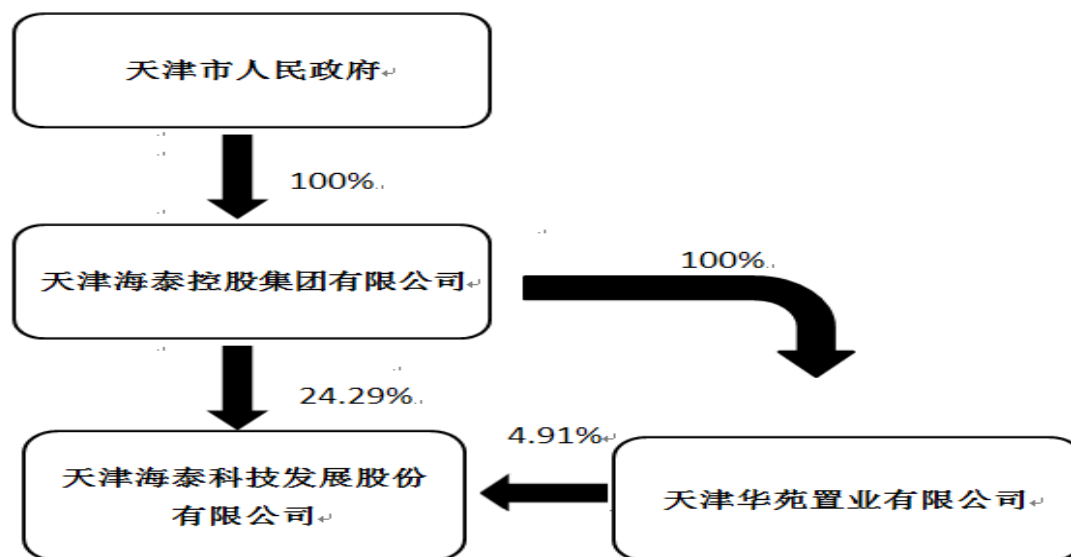 天津市人民政府
100%
天津海泰控股集团有限公司
100%
24.29%
4.91%
天津海泰科技发展股份
有限公司
天津华苑置业有限公司